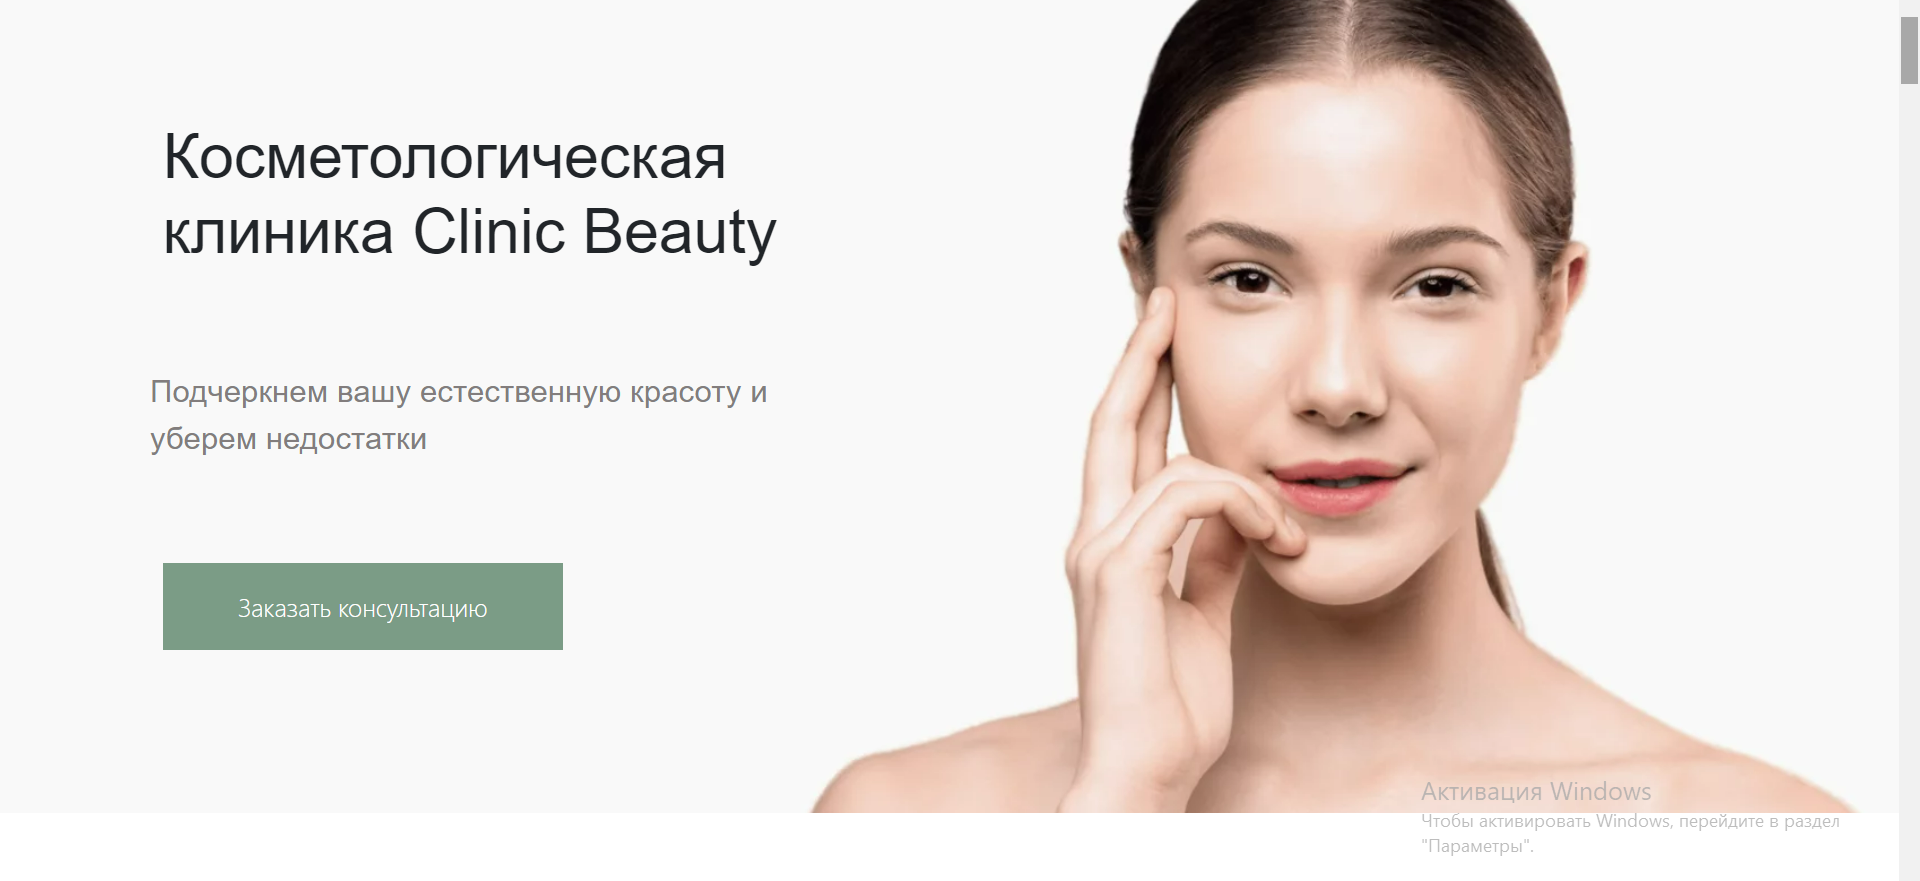 Косметологическая
клиника Clinic Beauty
Подчеркнем вашу естественную красоту и
уберем недостатки
Заказать консультацию
Активация Windows
Чтобы активировать Windows, перейдите в раздел
"Параметры".